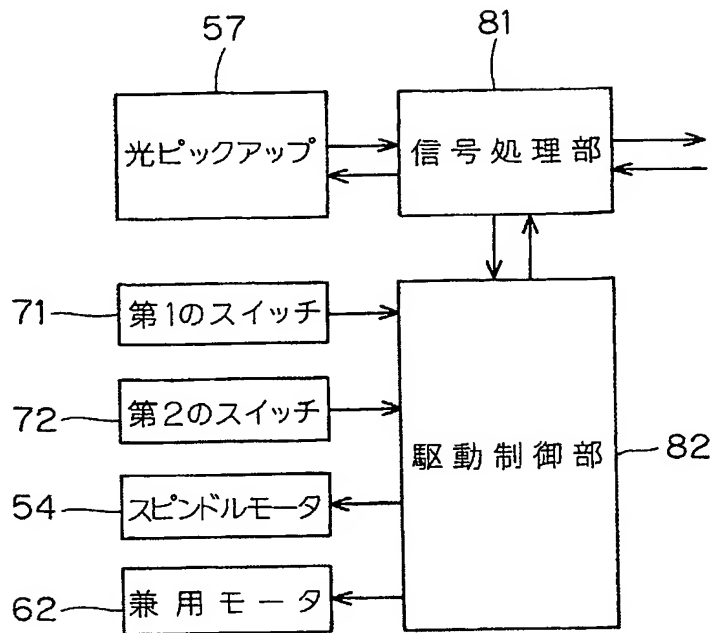 57
81
光ピックアップ
信号処理部
71
第1のスイッチ
72
第2のスイッチ
駆動制御部
82
54
スピンドルモータ
62
兼用モータ